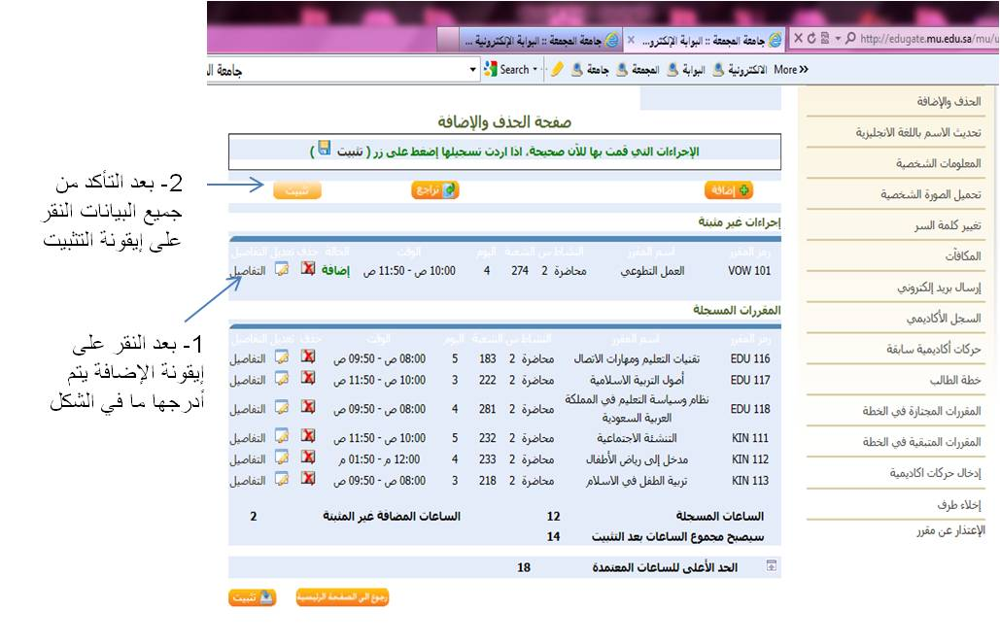 جامعة المجمعة :: البوابة الإلكترونية ...
جامعة المجمعة :: البوابة الإلكترو...
http://edugate.mu.edu.sa/mu/u
Search
جامعة
المجمعة
البوابة
الالكترونية
More »
صفحة الحذف والإضافة
الإجراءات التي قمت بها للآن صحيحة، اذا اردت تسجيلها إضغط على زر ( تثبيت )
إضافة
تراجع
تثبيت
إجراءات غير مثبتة
رمز المقرر اسم المقرر النشاط س الشعبة اليوم الوقت الحالة حذف تعديل التفاصيل
VOW 101 العمل التطوعي محاضرة 2 274 4 10:00 ص - 11:50 ص إضافة التفاصيل
المقررات المسجلة
رمز المقرر اسم المقرر النشاط س الشعبة اليوم الوقت حذف تعديل التفاصيل
EDU 116 تقنيات التعليم ومهارات الاتصال محاضرة 2 183 5 08:00 ص - 09:50 ص التفاصيل
EDU 117 أصول التربية الاسلامية محاضرة 2 222 3 10:00 ص - 11:50 ص التفاصيل
EDU 118 نظام وسياسة التعليم في المملكة العربية السعودية محاضرة 2 281 4 08:00 ص - 09:50 ص التفاصيل
KIN 111 التنشئة الاجتماعية محاضرة 2 232 5 10:00 ص - 11:50 ص التفاصيل
KIN 112 مدخل إلى رياض الأطفال محاضرة 2 233 4 12:00 م - 01:50 م التفاصيل
KIN 113 تربية الطفل في الاسلام محاضرة 2 218 3 08:00 ص - 09:50 ص التفاصيل
الساعات المسجلة 12 الساعات المضافة غير المثبتة 2
سيصبح مجموع الساعات بعد التثبيت 14
الحد الأعلى للساعات المعتمدة 18
رجوع الي الصفحة الرئيسية
تثبيت
الحذف والإضافة
تحديث الاسم باللغة الانجليزية
المعلومات الشخصية
تحميل الصورة الشخصية
تغيير كلمة السر
المكافآت
إرسال بريد إلكتروني
السجل الأكاديمي
حركات أكاديمية سابقة
خطة الطالب
المقررات المجتازة في الخطة
المقررات المتبقية في الخطة
إدخال حركات اكاديمية
إخلاء طرف
الإعتذار عن مقرر
2- بعد التأكد من
جميع البيانات النقر
على إيقونة التثبيت
1- بعد النقر على
إيقونة الإضافة يتم
أدرجها ما في الشكل